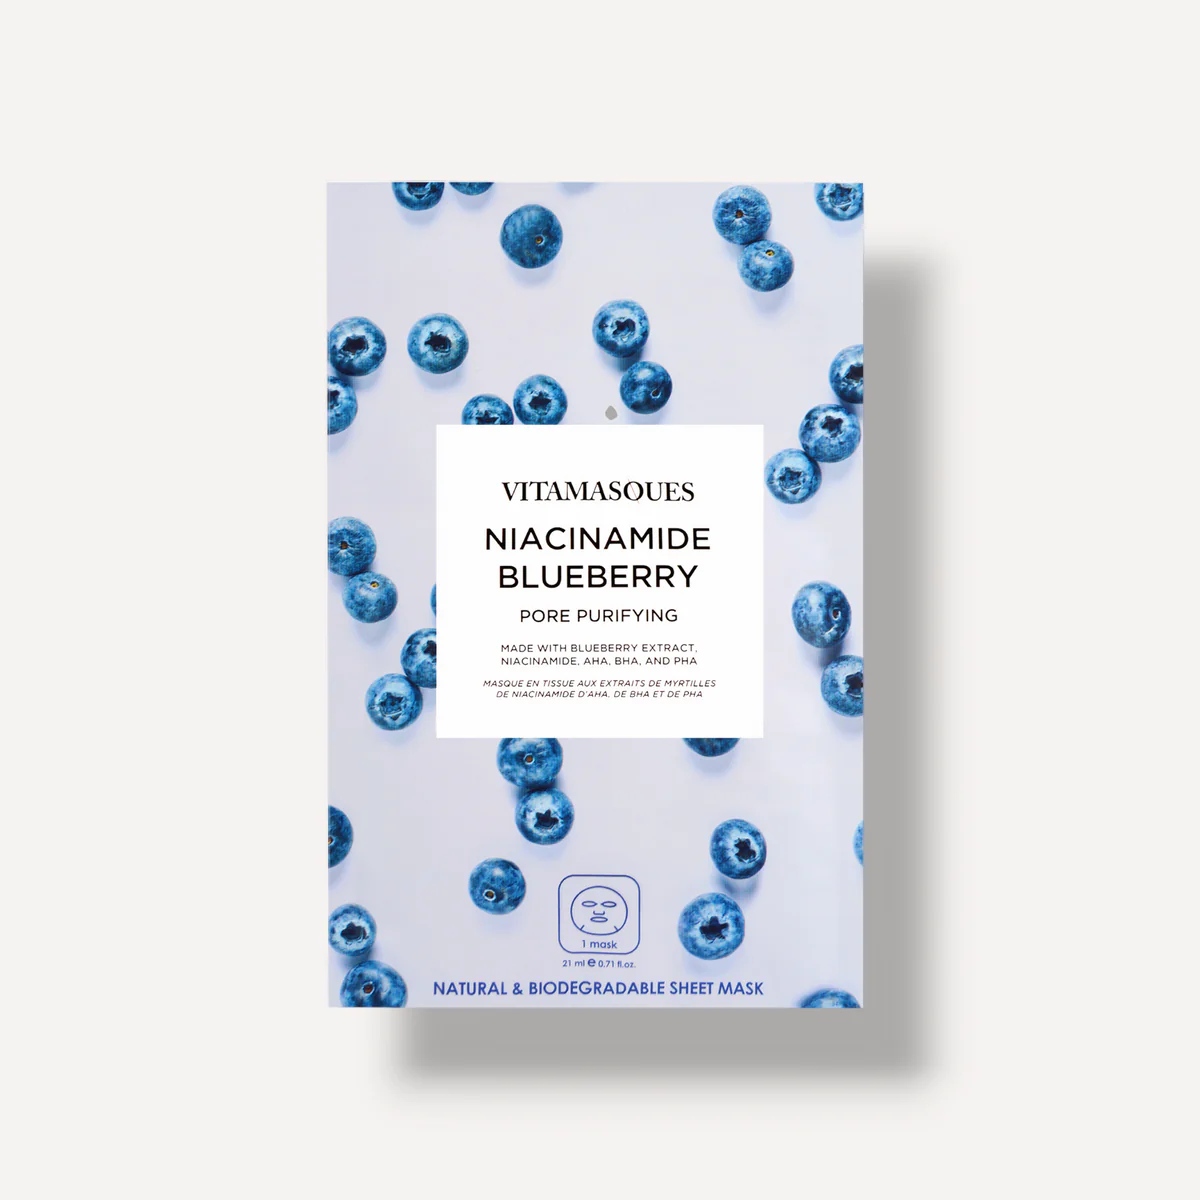 VITAMASQUES
NIACINAMIDE
BLUEBERRY
PORE PURIFYING
MADE WITH BLUEBERRY EXTRACT,
NIACINAMIDE, AHA, BHA, AND PHA
MASQUE EN TISSUE AUX EXTRAITS DE MYRTILLES
DE NIACINAMIDE D'AHA, DE BHA ET DE PHA
1 mask
21 ml ℮ 0.71 fl.oz.
NATURAL & BIODEGRADABLE SHEET MASK